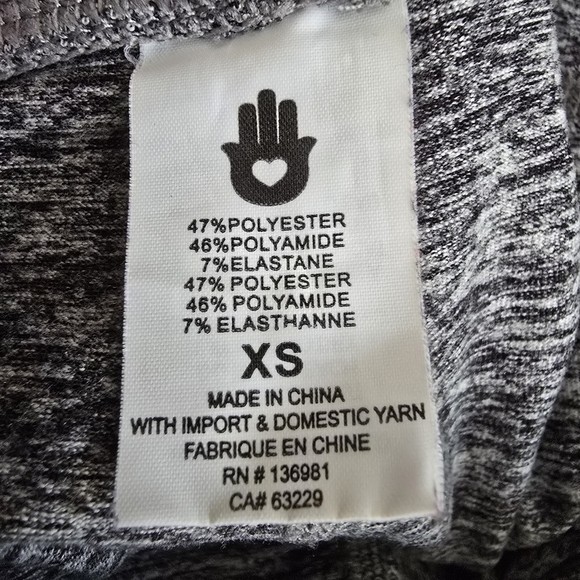 47%POLYESTER
46%POLYAMIDE
7%ELASTANE
47% POLYESTER
46% POLYAMIDE
7% ELASTHANNE
XS
MADE IN CHINA
WITH IMPORT & DOMESTIC YARN
FABRIQUE EN CHINE
RN # 136981
CA# 63229